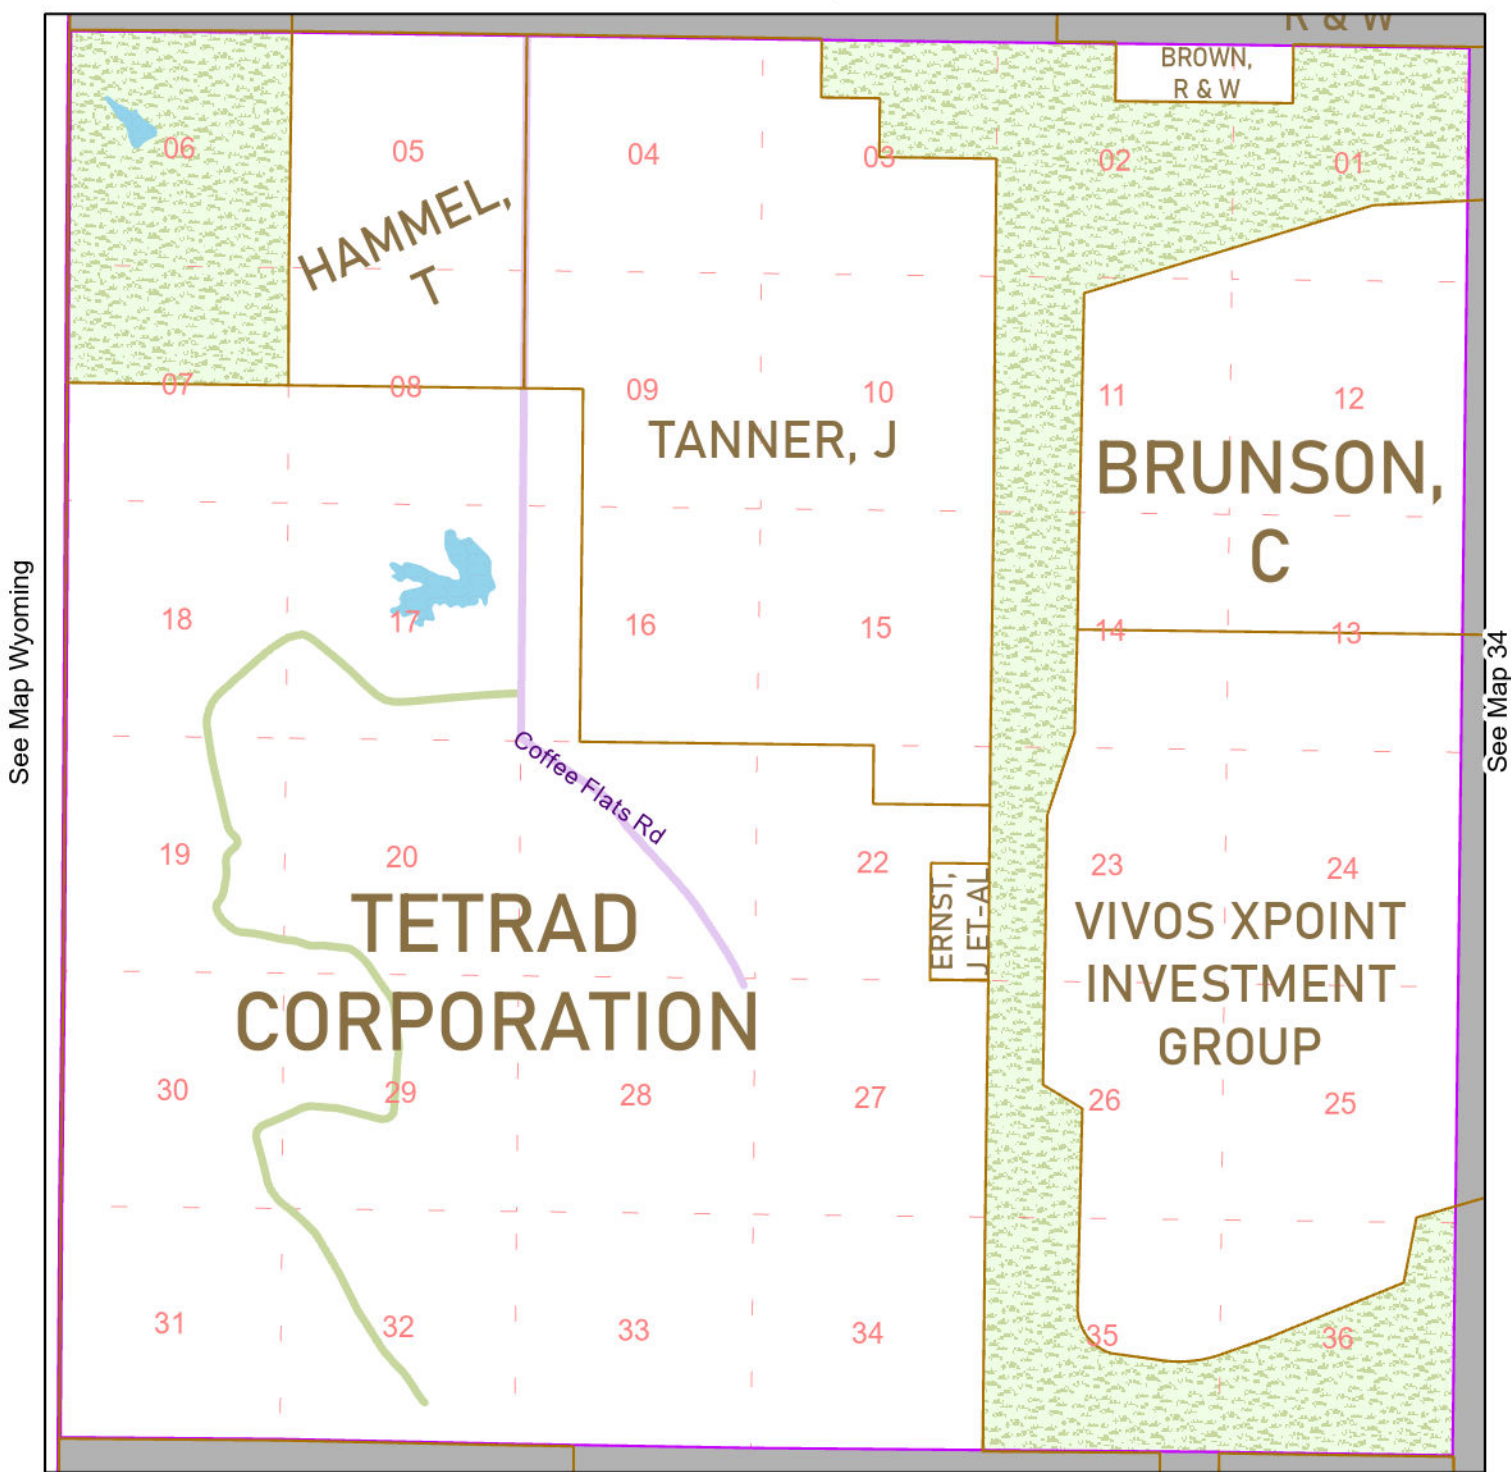 R & W
BROWN,
R & W
06
05
04
03
02
01
HAMMEL,
T
07
08
09
10
11
12
TANNER, J
BRUNSON,
C
18
17
16
15
14
13
See Map Wyoming
See Map 34
Coffee Flats Rd
19
20
22
23
24
ERNST,
J ET-AL
TETRAD
CORPORATION
VIVOS XPOINT
INVESTMENT
GROUP
30
29
28
27
26
25
31
32
33
34
35
36